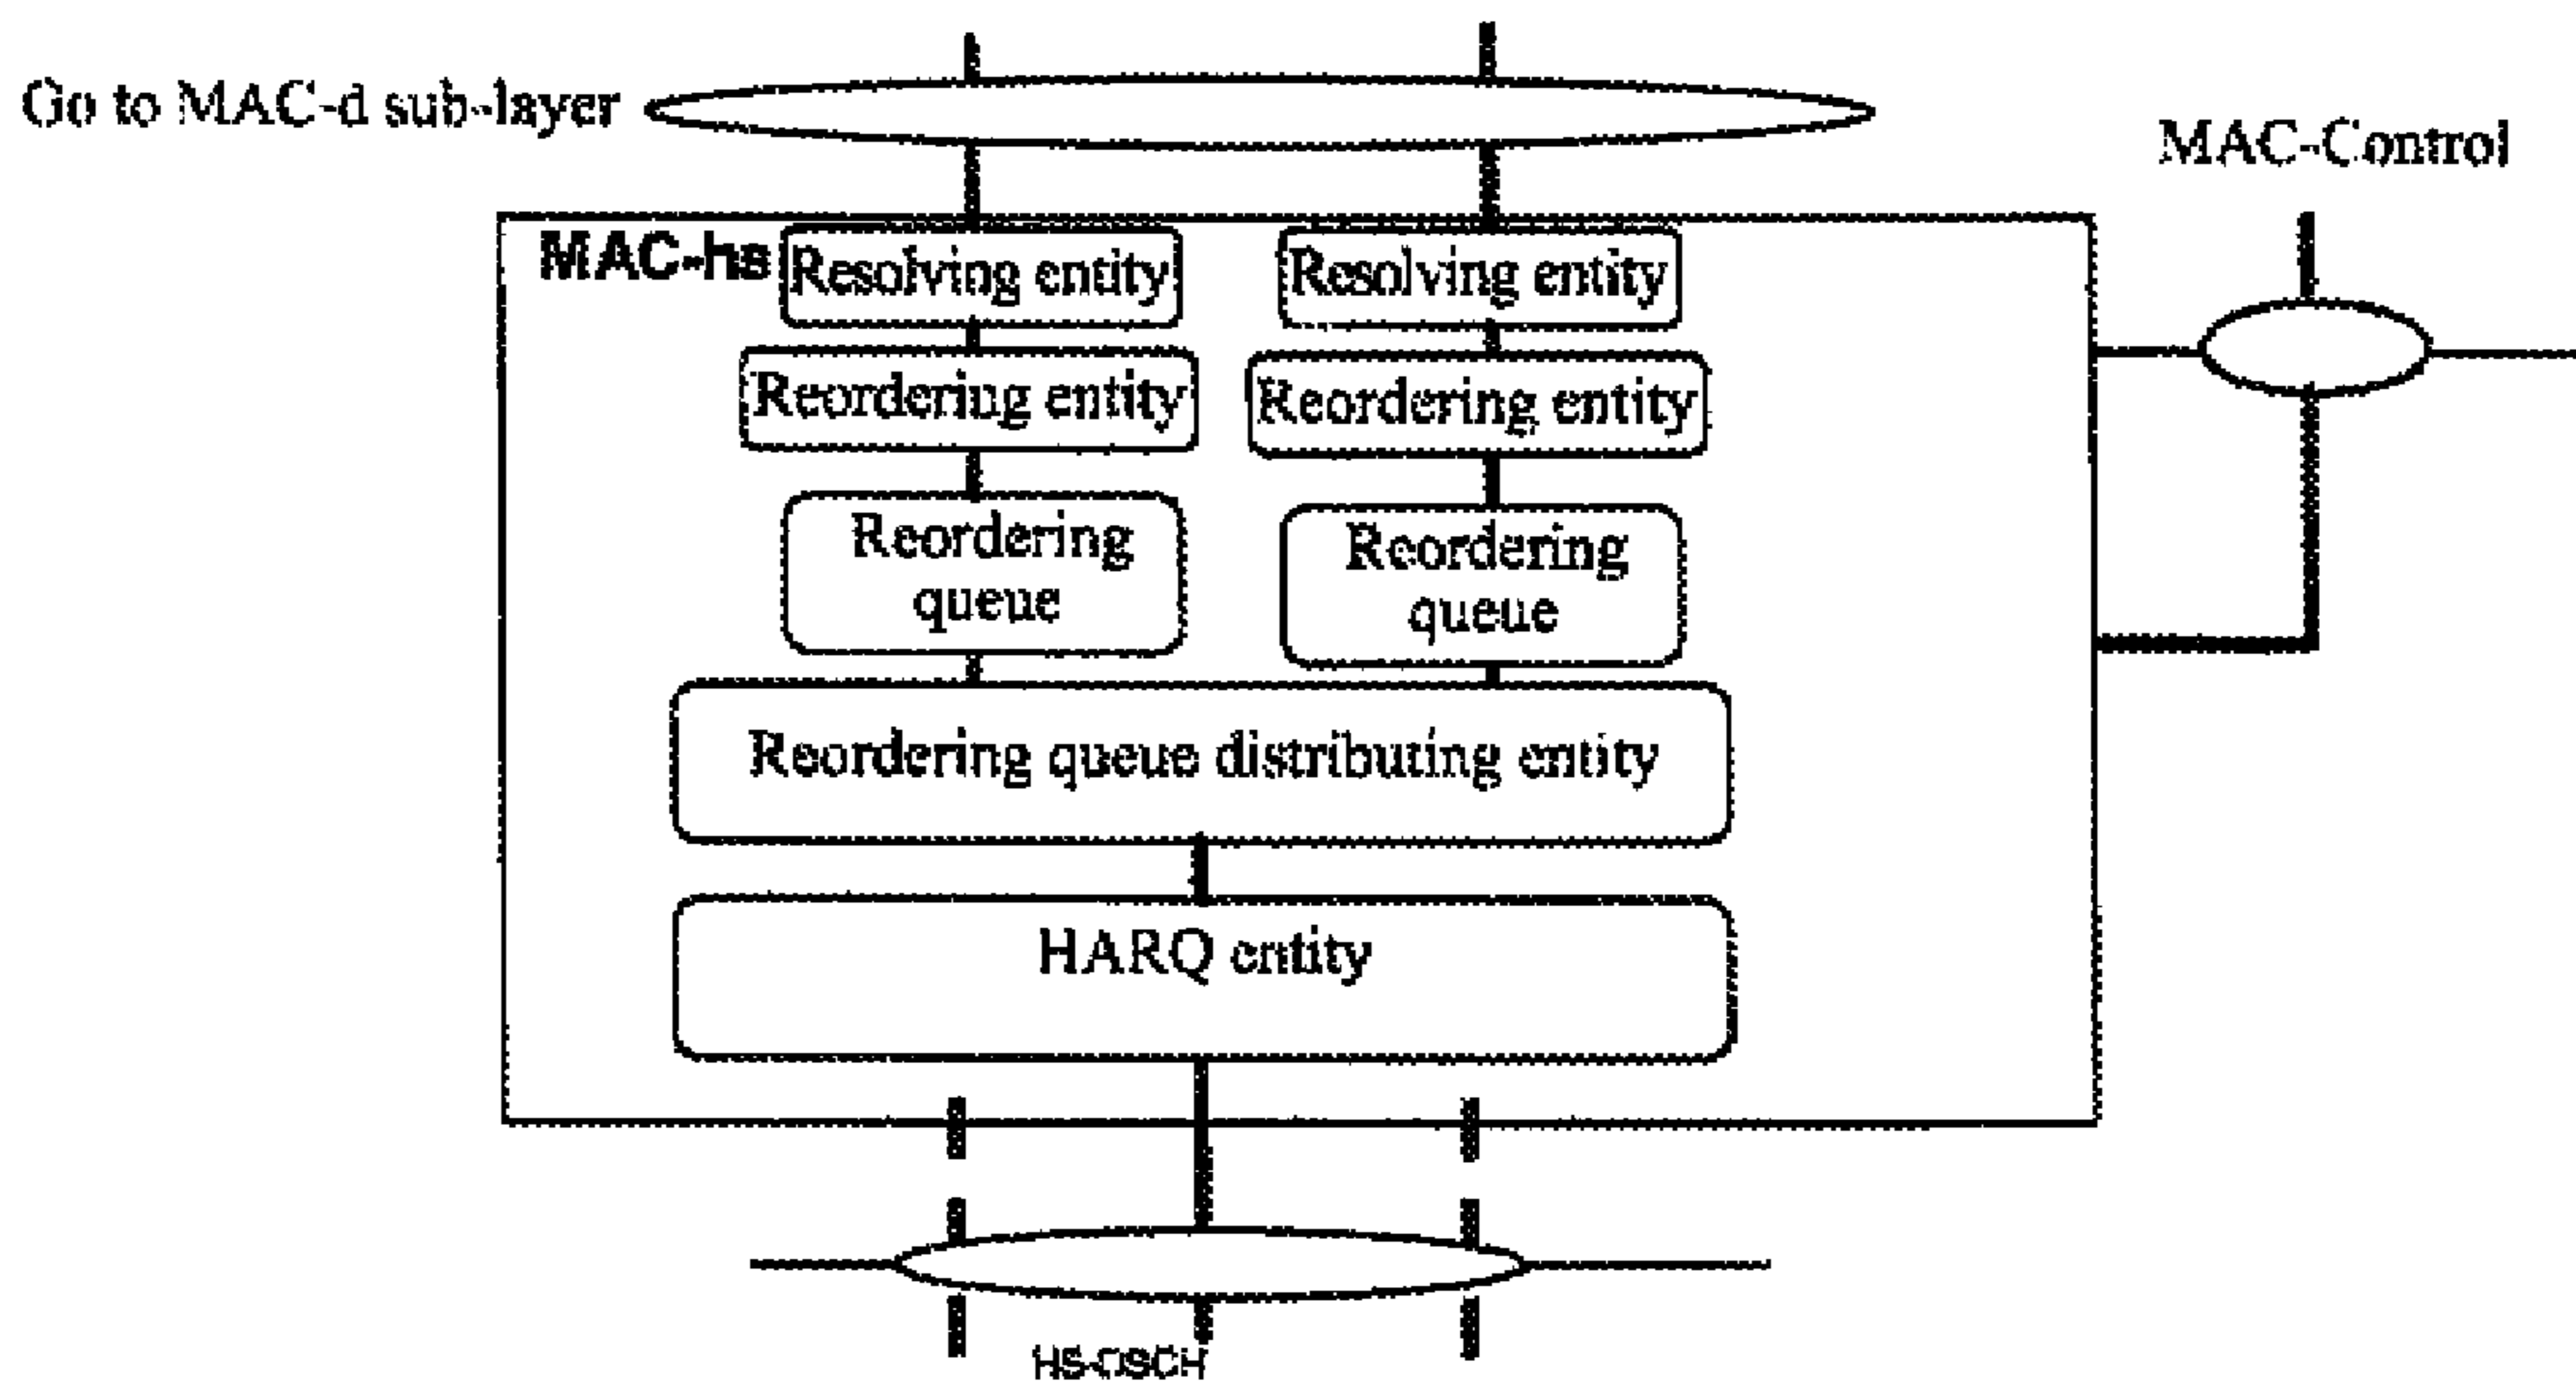 Go to MAC-d sub-layer
MAC-Control
MAC-hs
Resolving entity
Resolving entity
Reordering entity
Reordering entity
Reordering
queue
Reordering
queue
Reordering queue distributing entity
HARQ entity
HS-DSCH